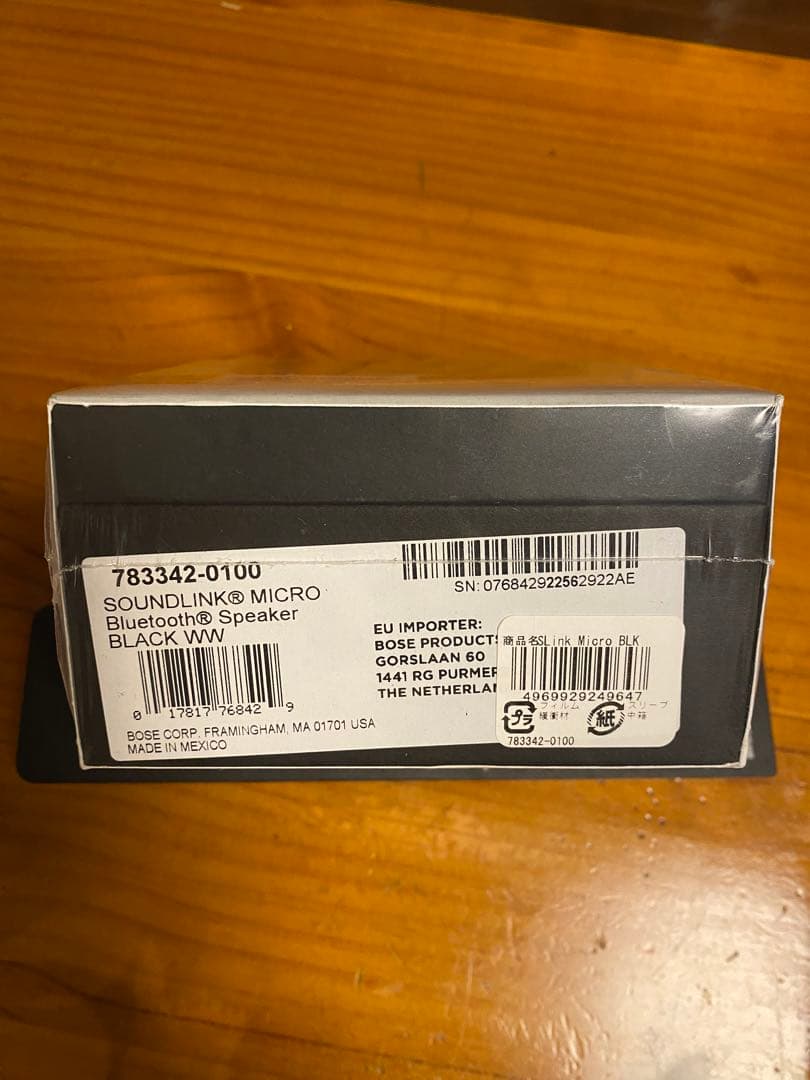 783342-0100
SOUNDLINK® MICRO
Bluetooth® Speaker
BLACK WW
0 17817 76842 9
BOSE CORP. FRAMINGHAM, MA 01701 USA
MADE IN MEXICO
SN: 076842922562922AE
EU IMPORTER:
BOSE PRODUCTS
GORSLAAN 60
1441 RG PURMER
THE NETHERLAN
商品名SLink Micro BLK
4969929249647
プラ フィルム 緩衝材
紙 スリーブ 中箱
783342-0100